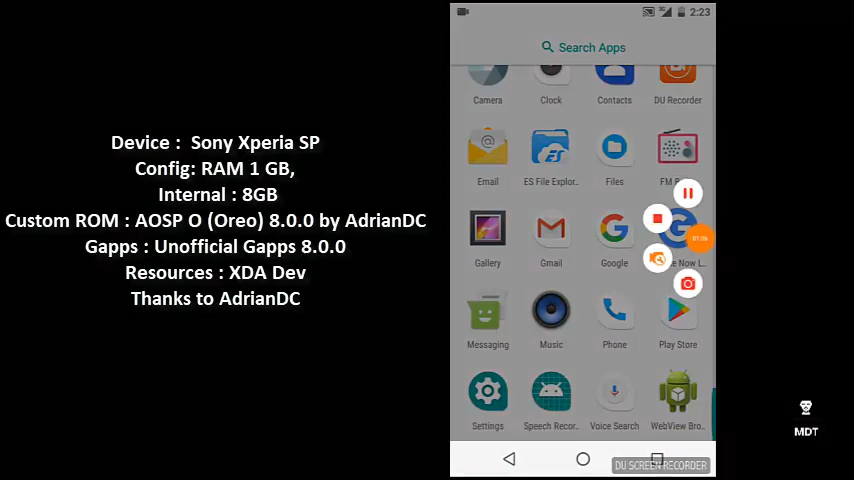 2:23
Search Apps
Camera Clock Contacts DU Recorder
Device : Sony Xperia SP
Config: RAM 1 GB,
Internal : 8GB
Custom ROM : AOSP O (Oreo) 8.0.0 by AdrianDC
Gapps : Unofficial Gapps 8.0.0
Resources : XDA Dev
Thanks to AdrianDC
Email ES File Explor.. Files FM R
Gallery Gmail Google e Now L..
Messaging Music Phone Play Store
Settings Speech Recor.. Voice Search WebView Bro..
MDT
DU SCREEN RECORDER